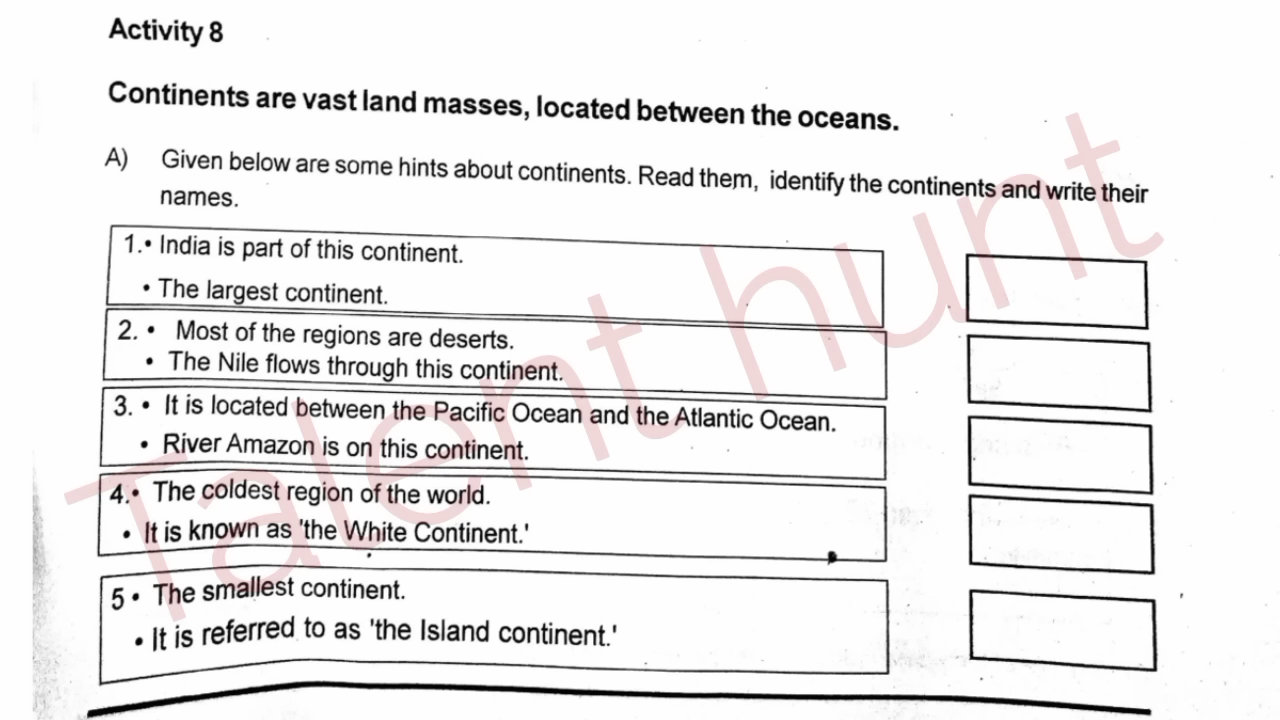 Activity 8
Continents are vast land masses, located between the oceans.
A) Given below are some hints about continents. Read them, identify the continents and write their
names.
1.• India is part of this continent.
• The largest continent.
2. • Most of the regions are deserts.
• The Nile flows through this continent.
3. • It is located between the Pacific Ocean and the Atlantic Ocean.
• River Amazon is on this continent.
4.• The coldest region of the world.
• It is known as 'the White Continent.'
5 • The smallest continent.
• It is referred to as 'the Island continent.'
Talent hunt